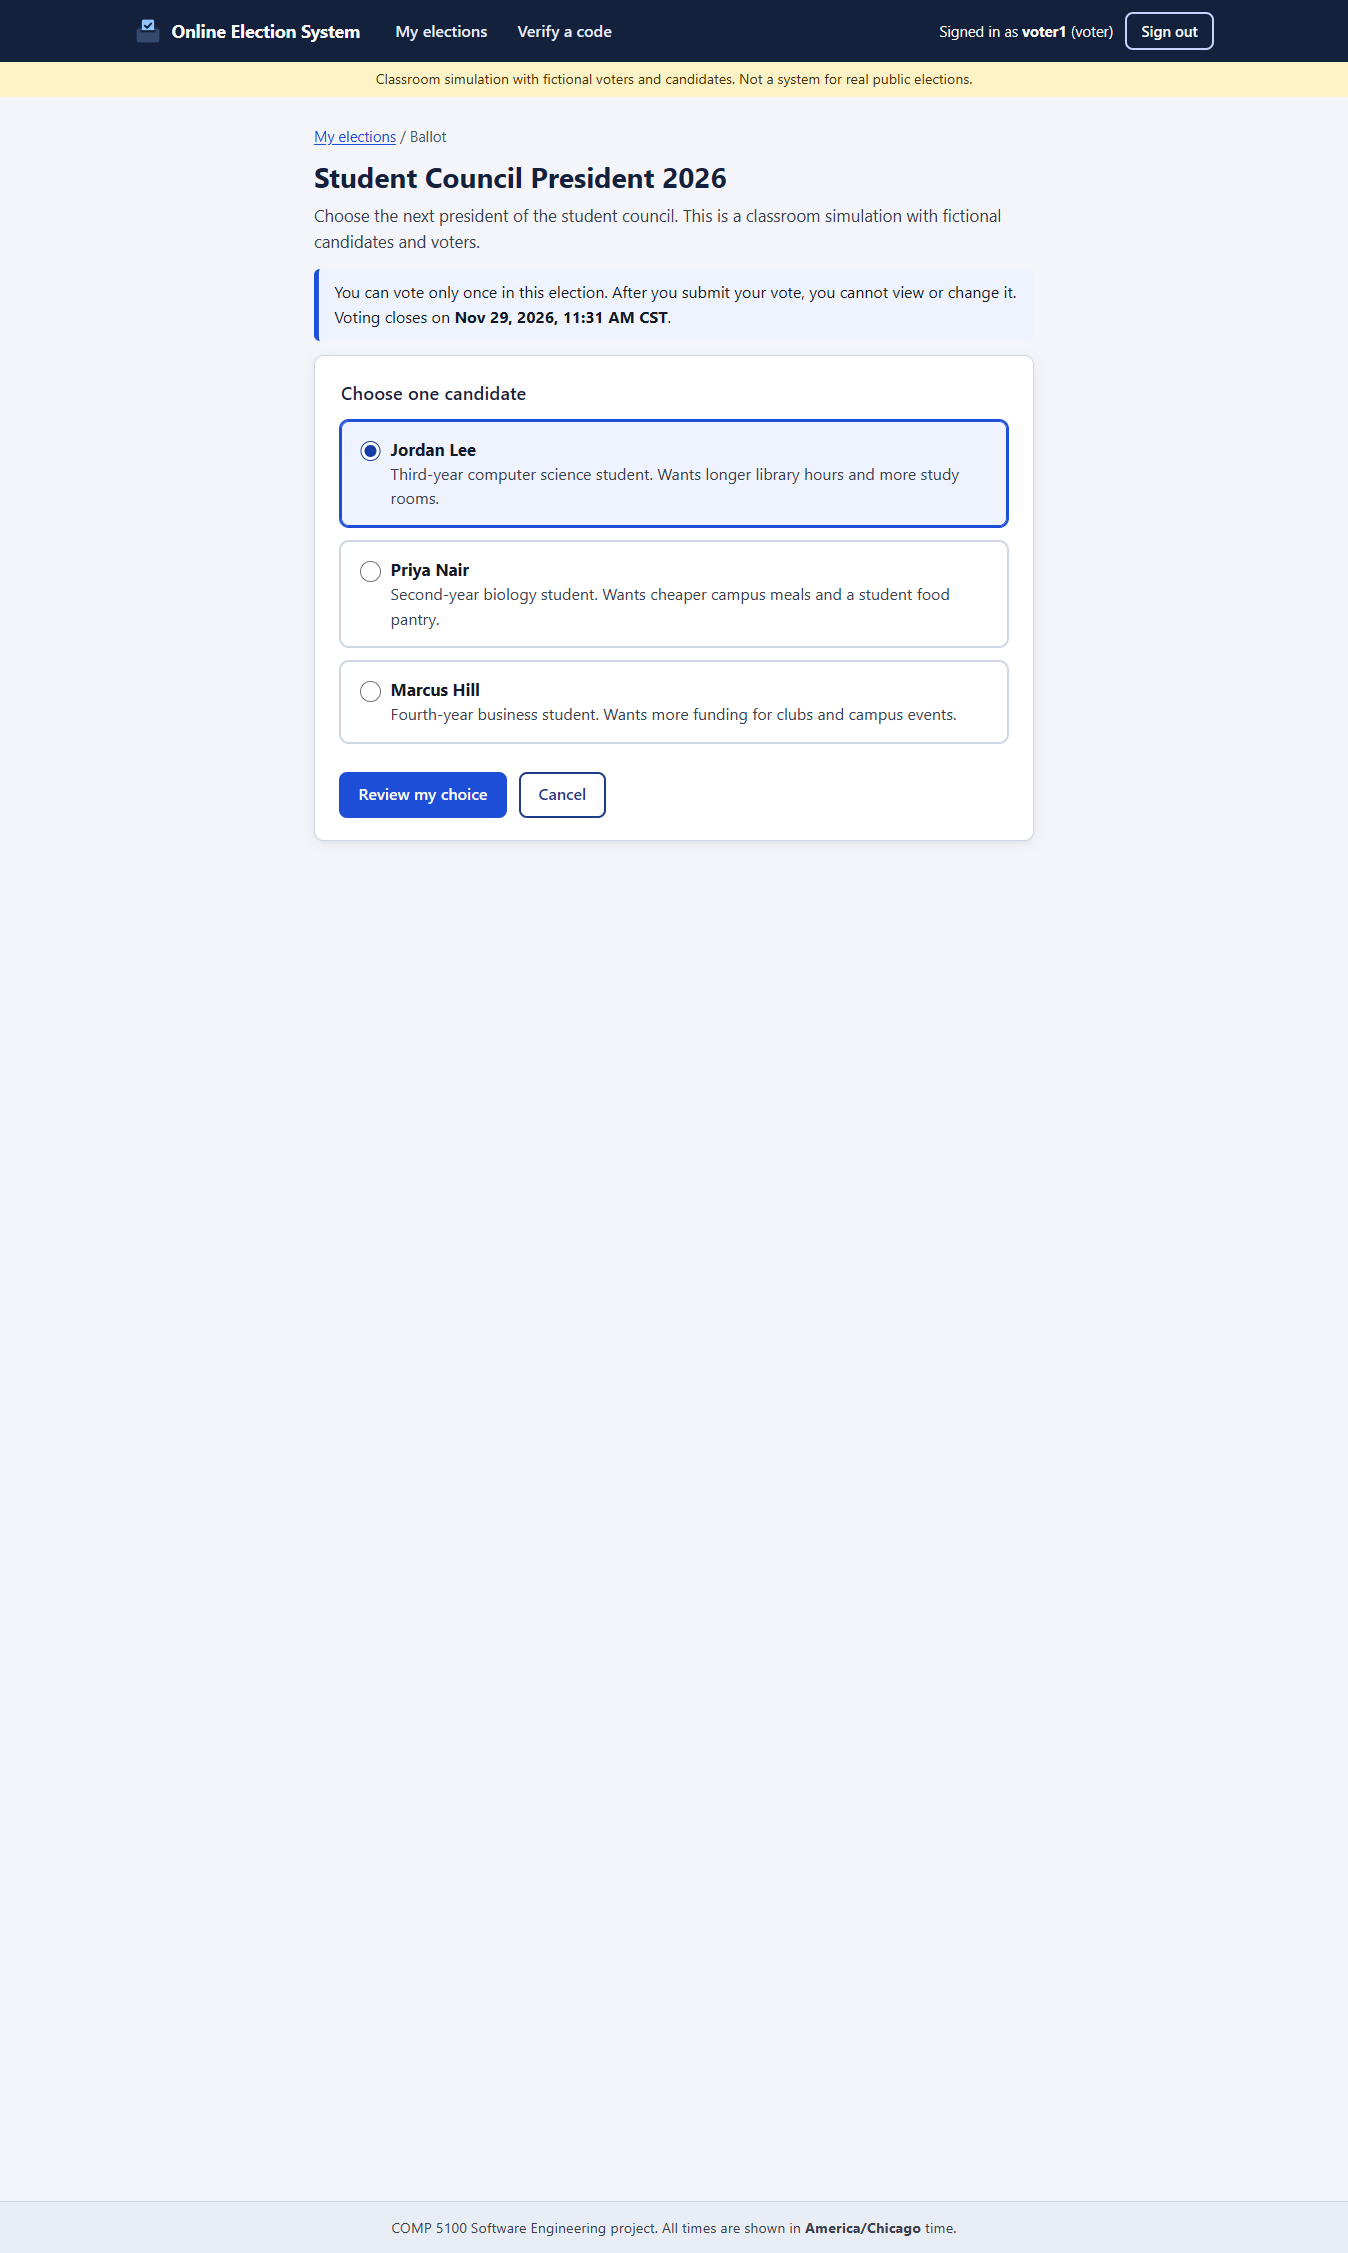 Online Election System
My elections
Verify a code
Signed in as voter1 (voter)
Sign out
Classroom simulation with fictional voters and candidates. Not a system for real public elections.
My elections / Ballot
Student Council President 2026
Choose the next president of the student council. This is a classroom simulation with fictional
candidates and voters.
You can vote only once in this election. After you submit your vote, you cannot view or change it.
Voting closes on Nov 29, 2026, 11:31 AM CST.
Choose one candidate
Jordan Lee
Third-year computer science student. Wants longer library hours and more study
rooms.
Priya Nair
Second-year biology student. Wants cheaper campus meals and a student food
pantry.
Marcus Hill
Fourth-year business student. Wants more funding for clubs and campus events.
Review my choice
Cancel
COMP 5100 Software Engineering project. All times are shown in America/Chicago time.